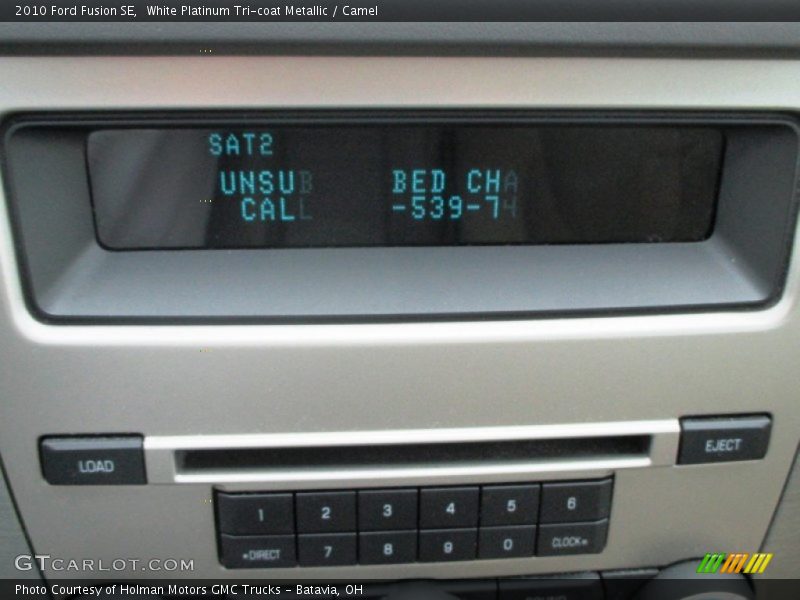 2010 Ford Fusion SE, White Platinum Tri-coat Metallic / Camel
SAT2
UNSUB BED CHA
CALL -539-74
LOAD
EJECT
1 2 3 4 5 6
*DIRECT 7 8 9 0 CLOCK*
GTCARLOT.COM
Photo Courtesy of Holman Motors GMC Trucks - Batavia, OH